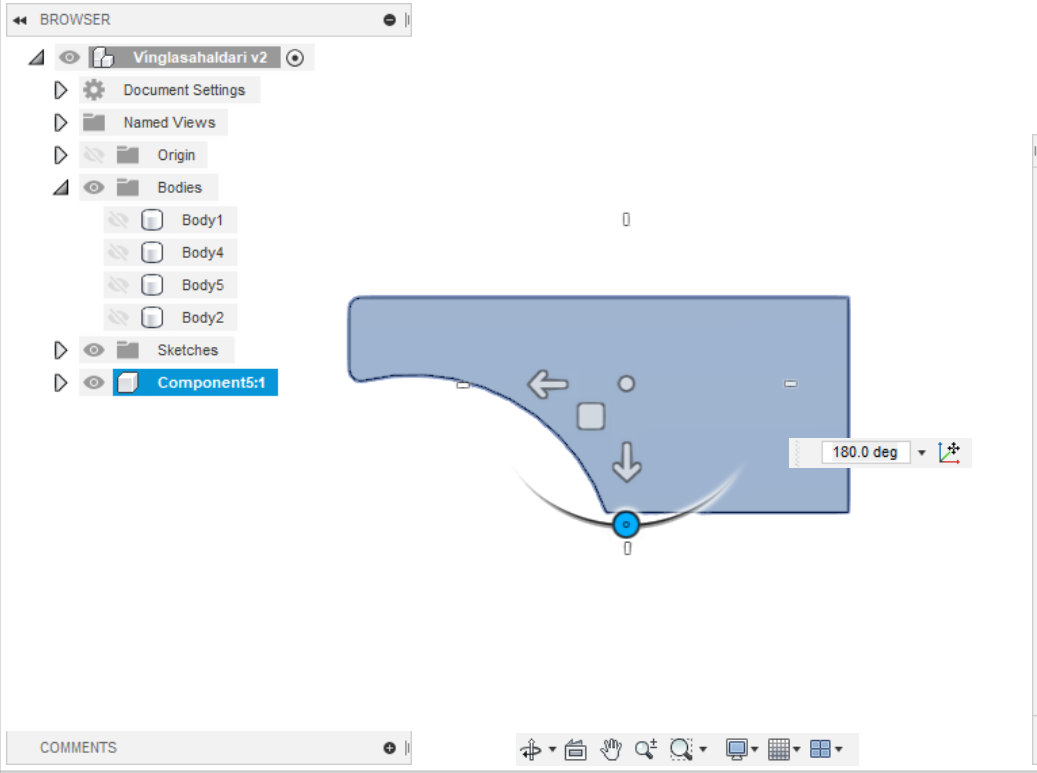 BROWSER
Vinglasahaldari v2
Document Settings
Named Views
Origin
Bodies
Body1
Body4
Body5
Body2
Sketches
Component5:1
180.0 deg
COMMENTS